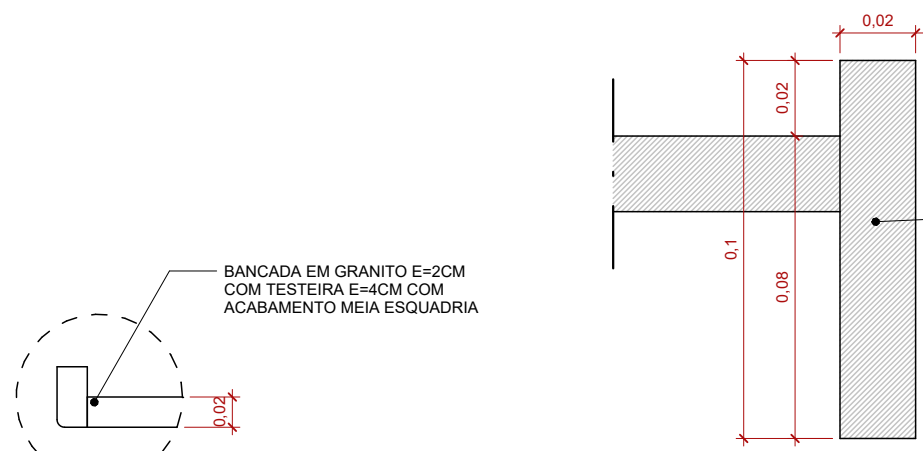 0,02
0,02
0,1
0,08
BANCADA EM GRANITO E=2CM
COM TESTEIRA E=4CM COM
ACABAMENTO MEIA ESQUADRIA
0,02